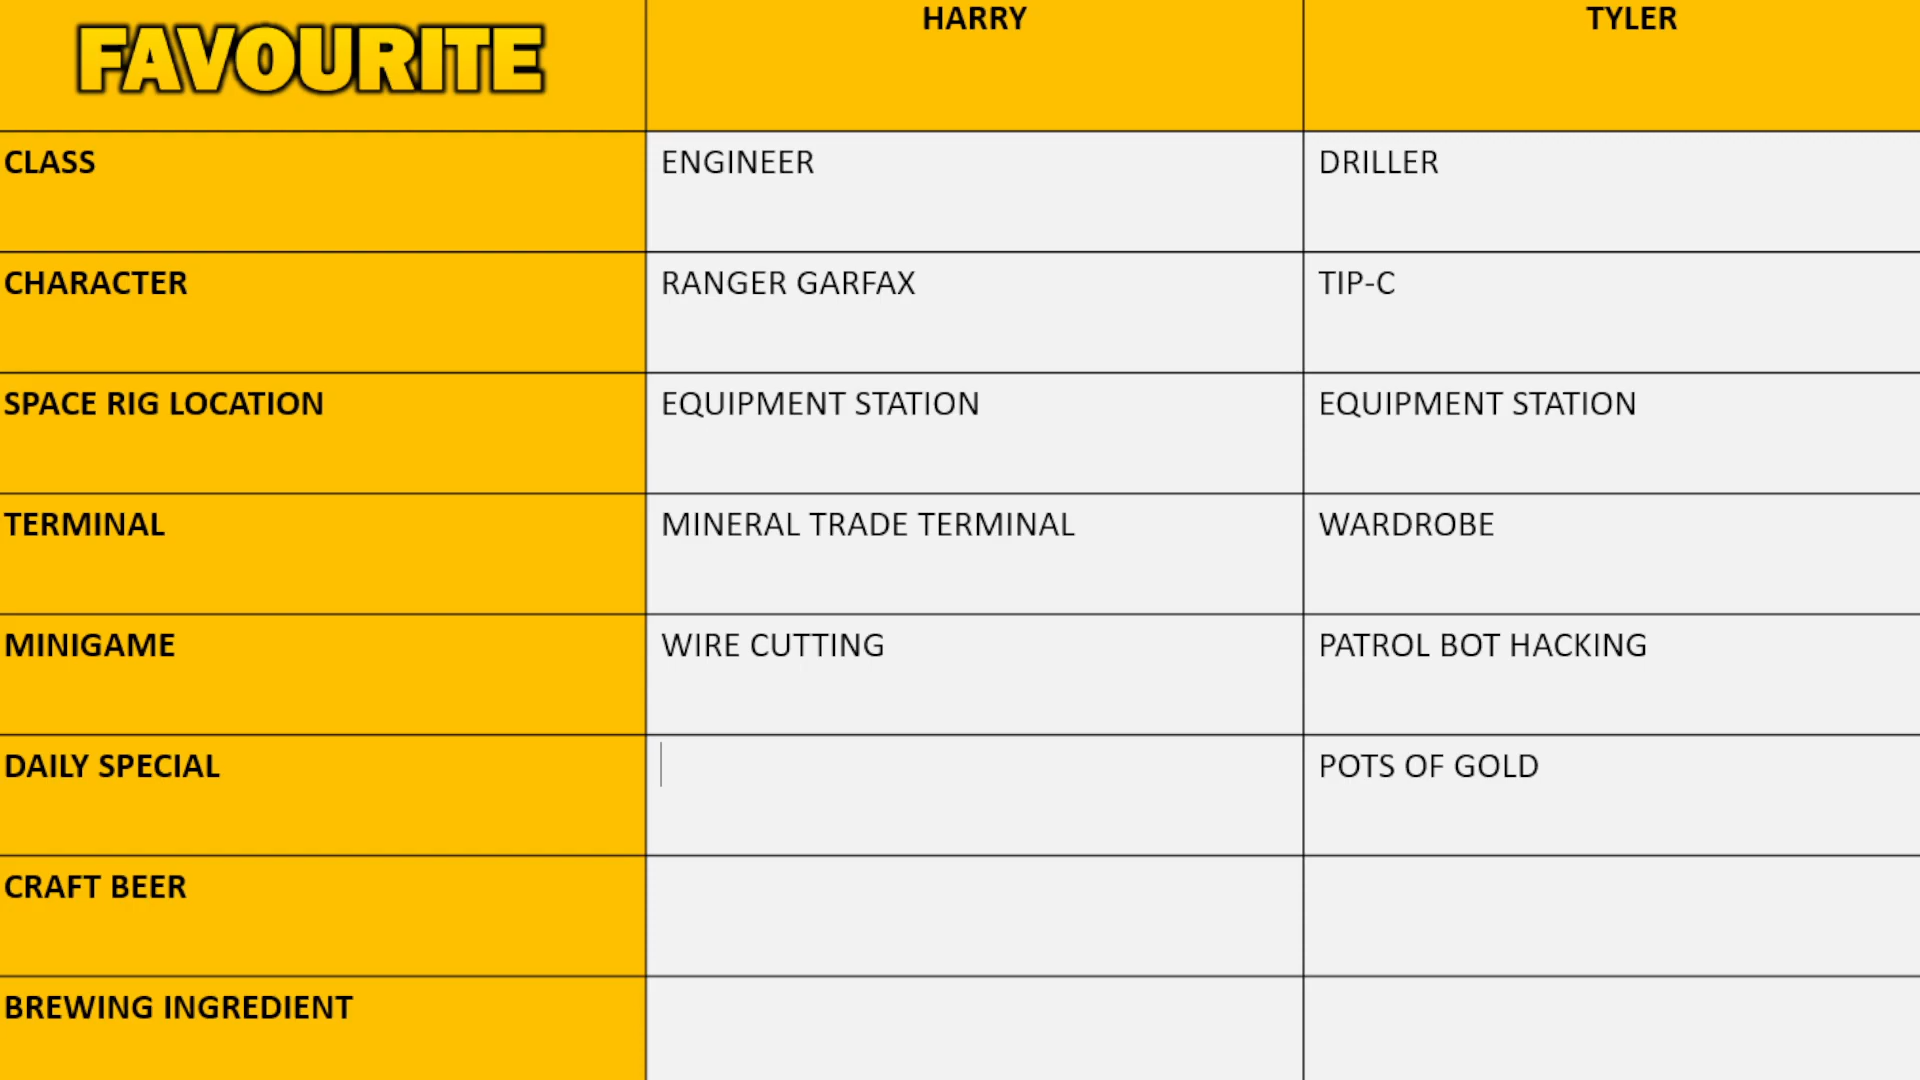 FAVOURITE HARRY TYLER
CLASS ENGINEER DRILLER
CHARACTER RANGER GARFAX TIP-C
SPACE RIG LOCATION EQUIPMENT STATION EQUIPMENT STATION
TERMINAL MINERAL TRADE TERMINAL WARDROBE
MINIGAME WIRE CUTTING PATROL BOT HACKING
DAILY SPECIAL POTS OF GOLD
CRAFT BEER
BREWING INGREDIENT